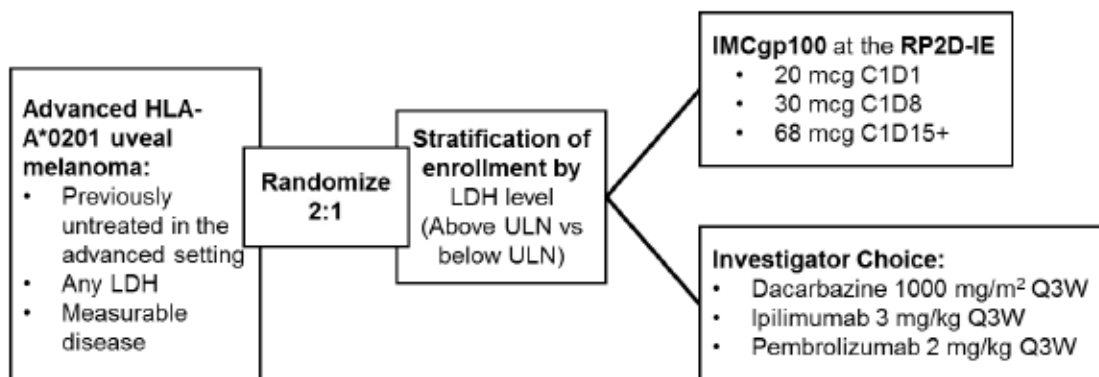 Advanced HLA-
A*0201 uveal
melanoma:
• Previously
untreated in the
advanced setting
• Any LDH
• Measurable
disease
Randomize
2:1
Stratification of
enrollment by
LDH level
(Above ULN vs
below ULN)
IMCgp100 at the RP2D-IE
• 20 mcg C1D1
• 30 mcg C1D8
• 68 mcg C1D15+
Investigator Choice:
• Dacarbazine 1000 mg/m² Q3W
• Ipilimumab 3 mg/kg Q3W
• Pembrolizumab 2 mg/kg Q3W